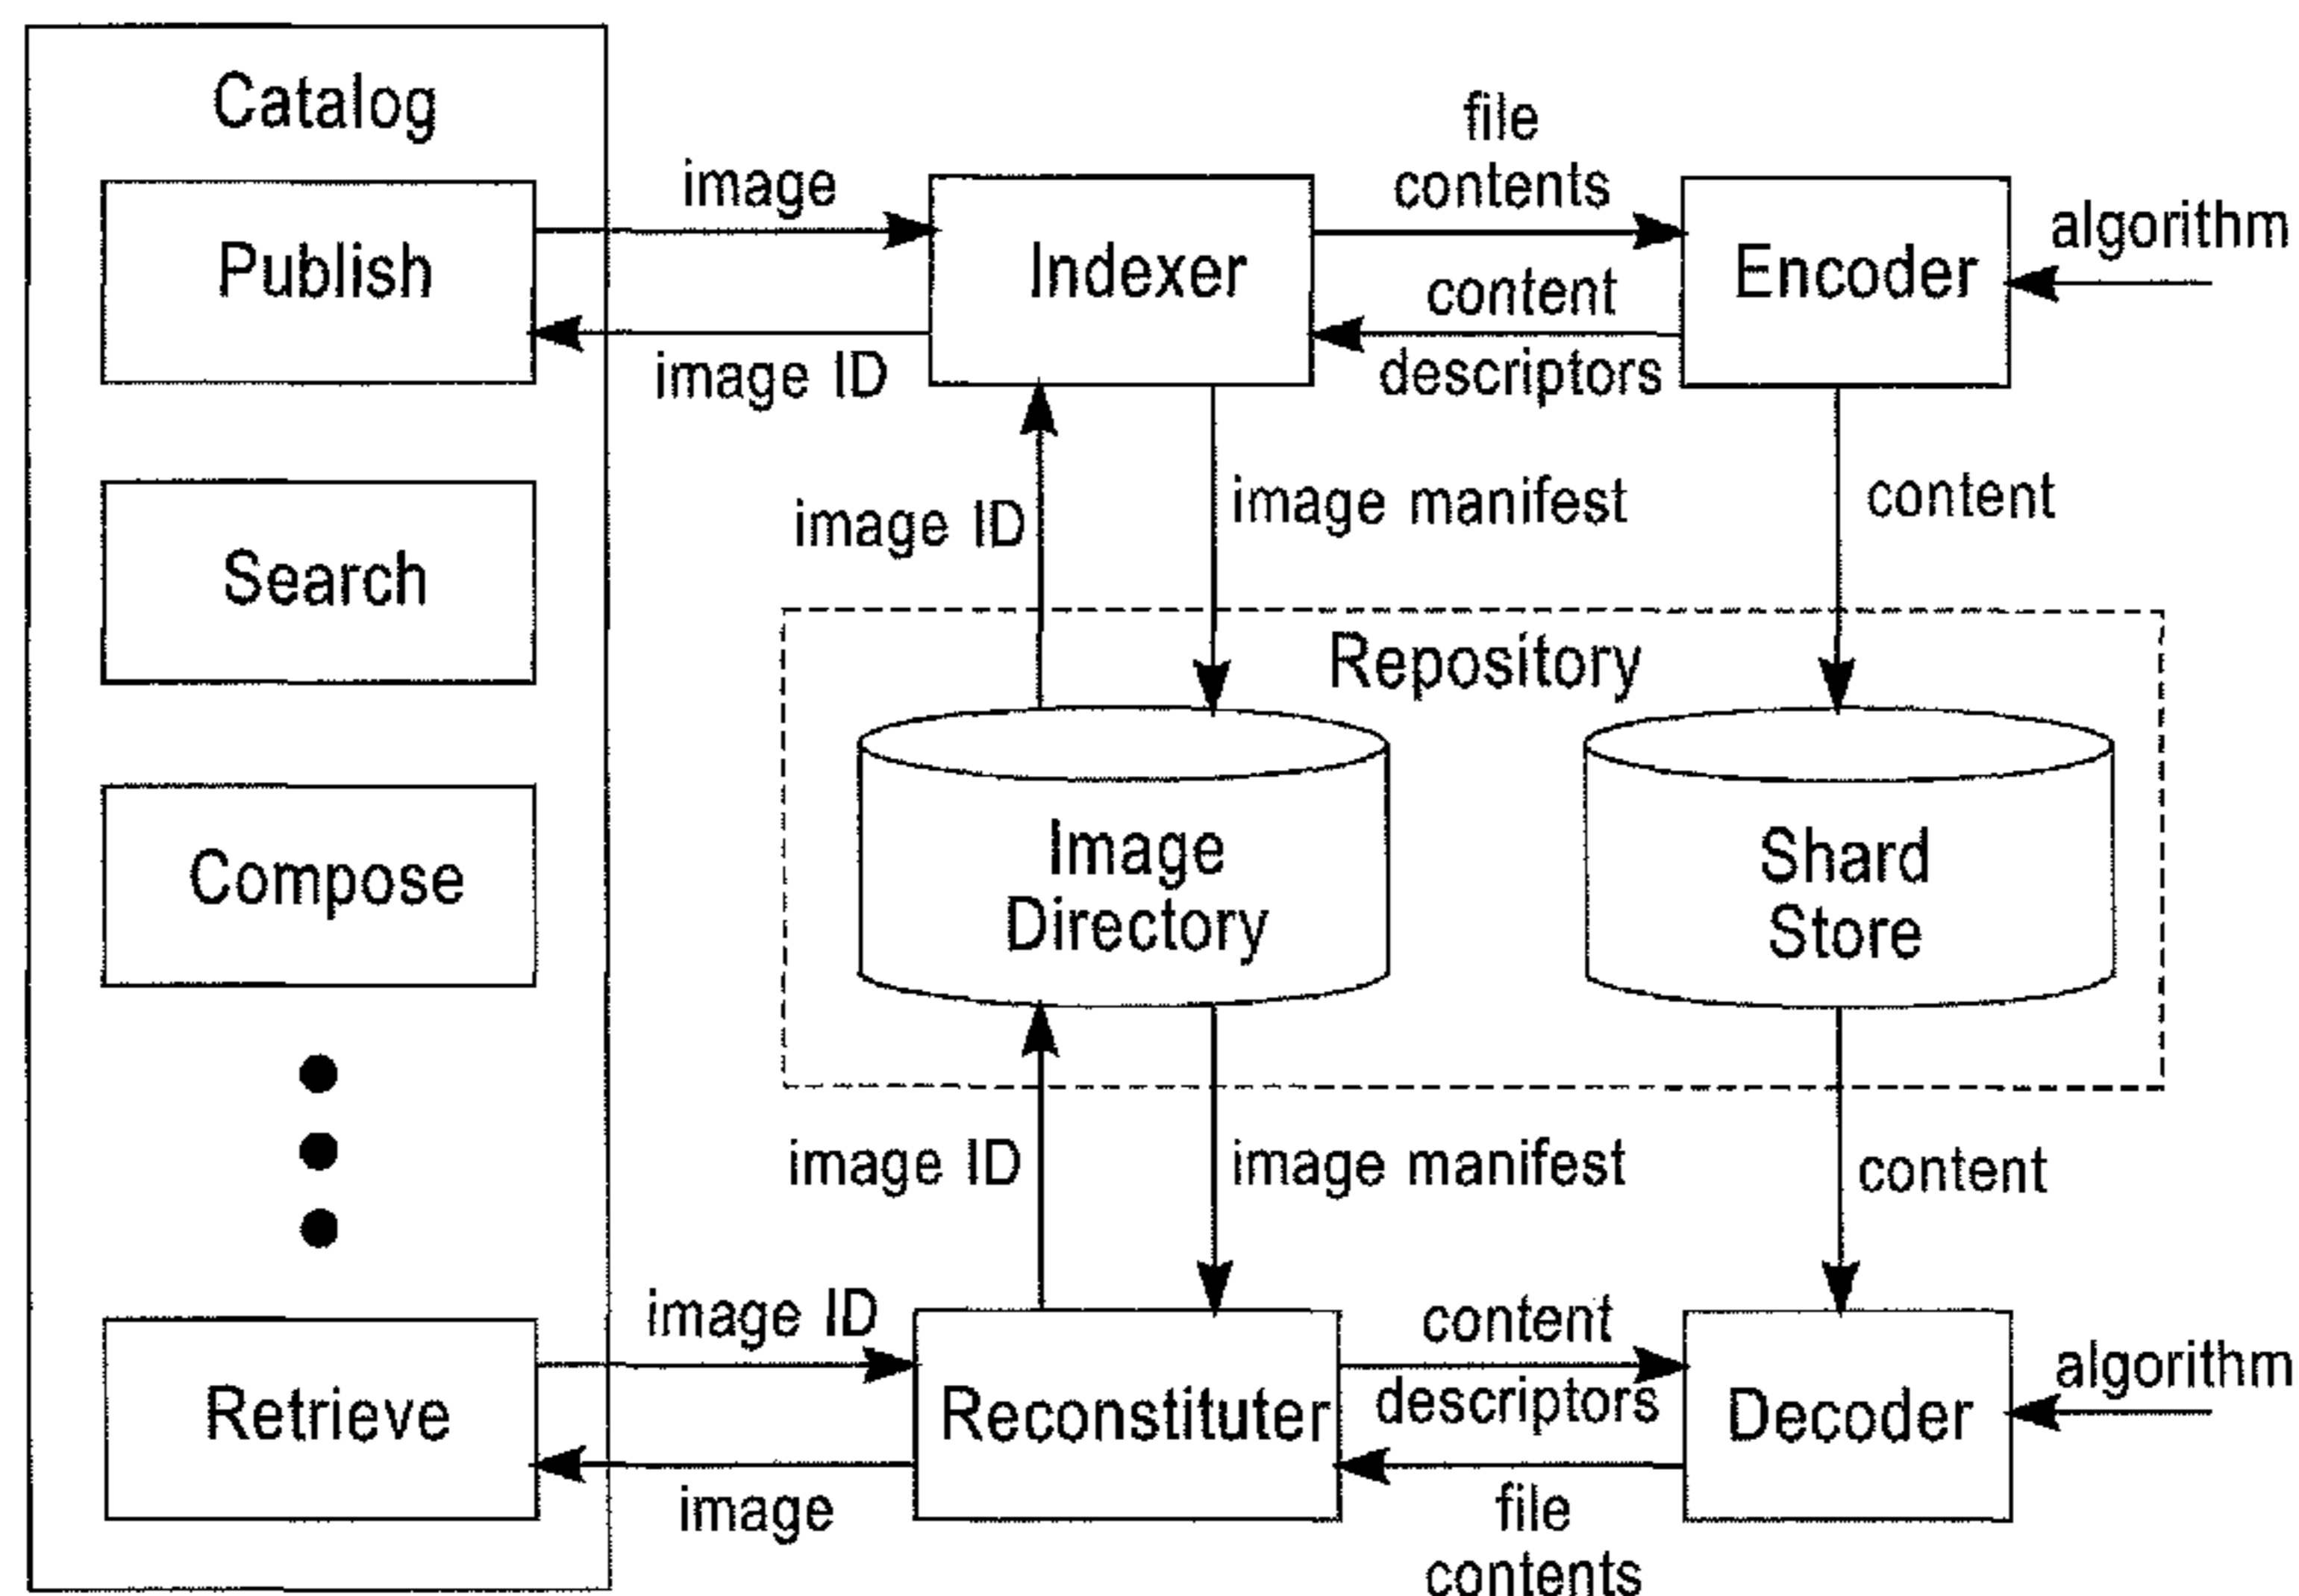 Catalog
Publish
Search
Compose
Retrieve
image
image ID
Indexer
file
contents
content
descriptors
Encoder
algorithm
image ID
image manifest
content
Repository
Image
Directory
Shard
Store
image ID
image manifest
content
image ID
image
Reconstituter
content
descriptors
file
contents
Decoder
algorithm